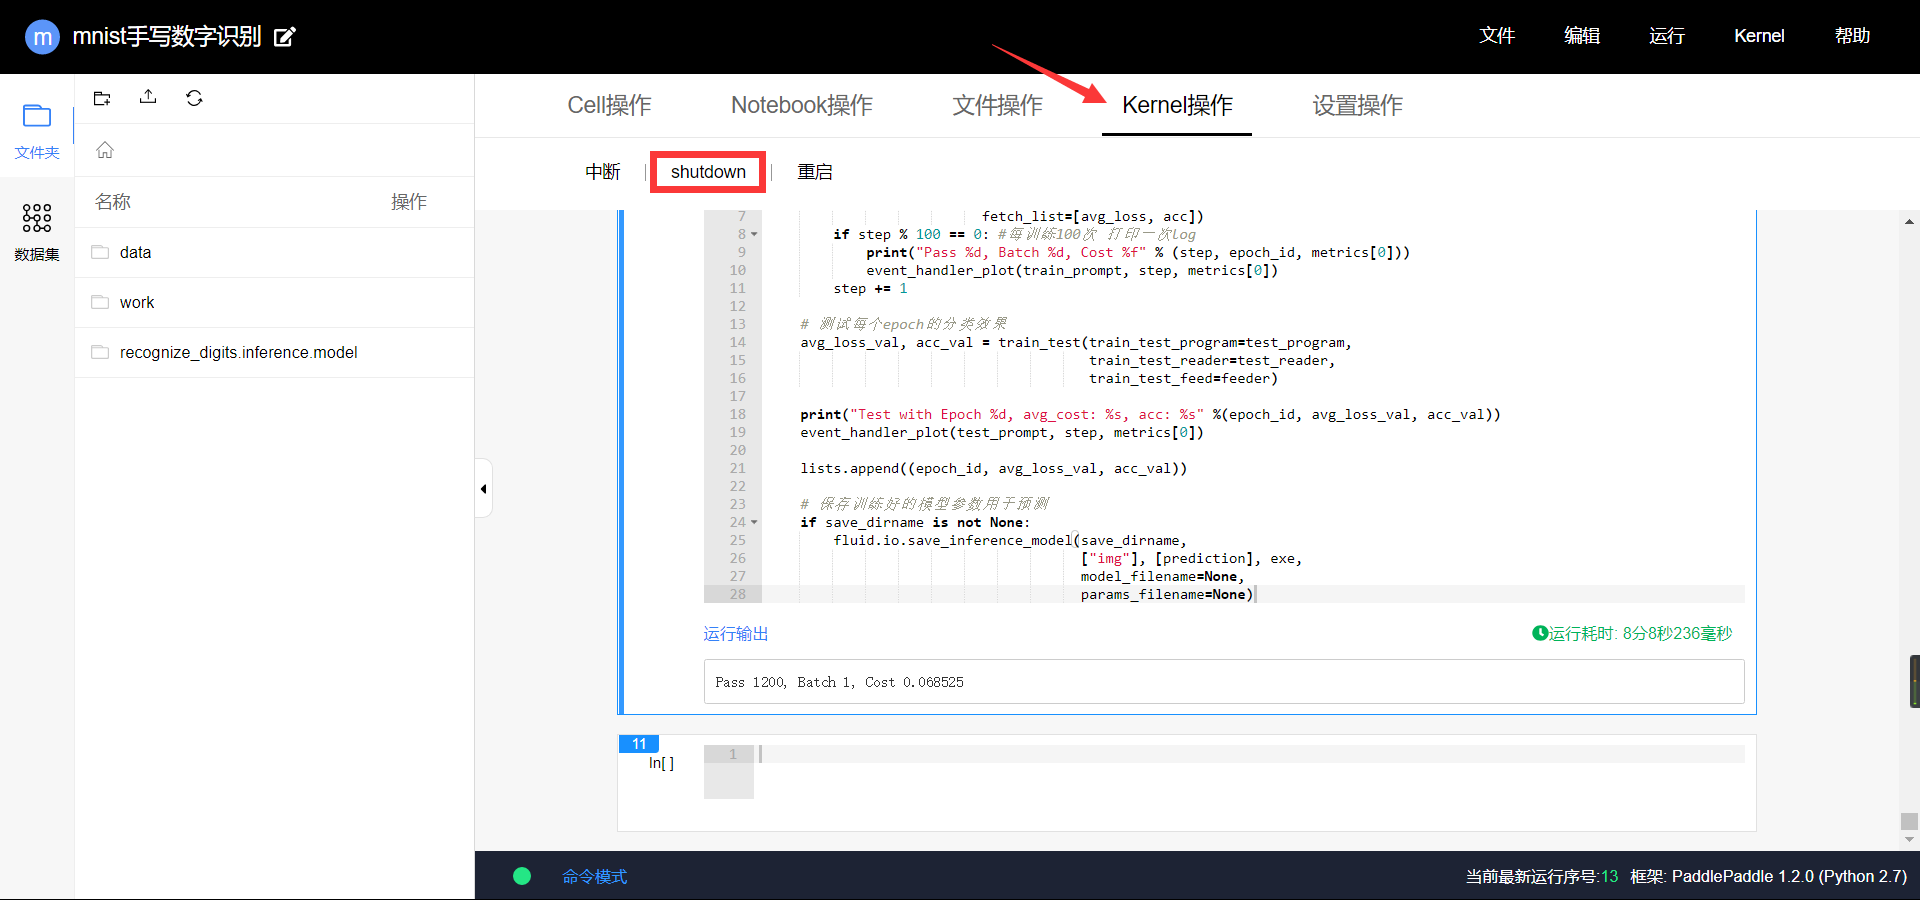 m mnist手写数字识别 文件 编辑 运行 Kernel 帮助
Cell操作 Notebook操作 文件操作 Kernel操作 设置操作
中断 | shutdown | 重启
文件夹
数据集
名称 操作
data
work
recognize_digits.inference.model
7 fetch_list=[avg_loss, acc])
8 if step % 100 == 0: #每训练100次 打印一次log
9 print("Pass %d, Batch %d, Cost %f" % (step, epoch_id, metrics[0]))
10 event_handler_plot(train_prompt, step, metrics[0])
11 step += 1
12
13 # 测试每个epoch的分类效果
14 avg_loss_val, acc_val = train_test(train_test_program=test_program,
15 train_test_reader=test_reader,
16 train_test_feed=feeder)
17
18 print("Test with Epoch %d, avg_cost: %s, acc: %s" %(epoch_id, avg_loss_val, acc_val))
19 event_handler_plot(test_prompt, step, metrics[0])
20
21 lists.append((epoch_id, avg_loss_val, acc_val))
22
23 # 保存训练好的模型参数用于预测
24 if save_dirname is not None:
25 fluid.io.save_inference_model(save_dirname,
26 ["img"], [prediction], exe,
27 model_filename=None,
28 params_filename=None)
运行输出 运行耗时: 8分8秒236毫秒
Pass 1200, Batch 1, Cost 0.068525
11
In[ ] 1
命令模式 当前最新运行序号:13 框架: PaddlePaddle 1.2.0 (Python 2.7)